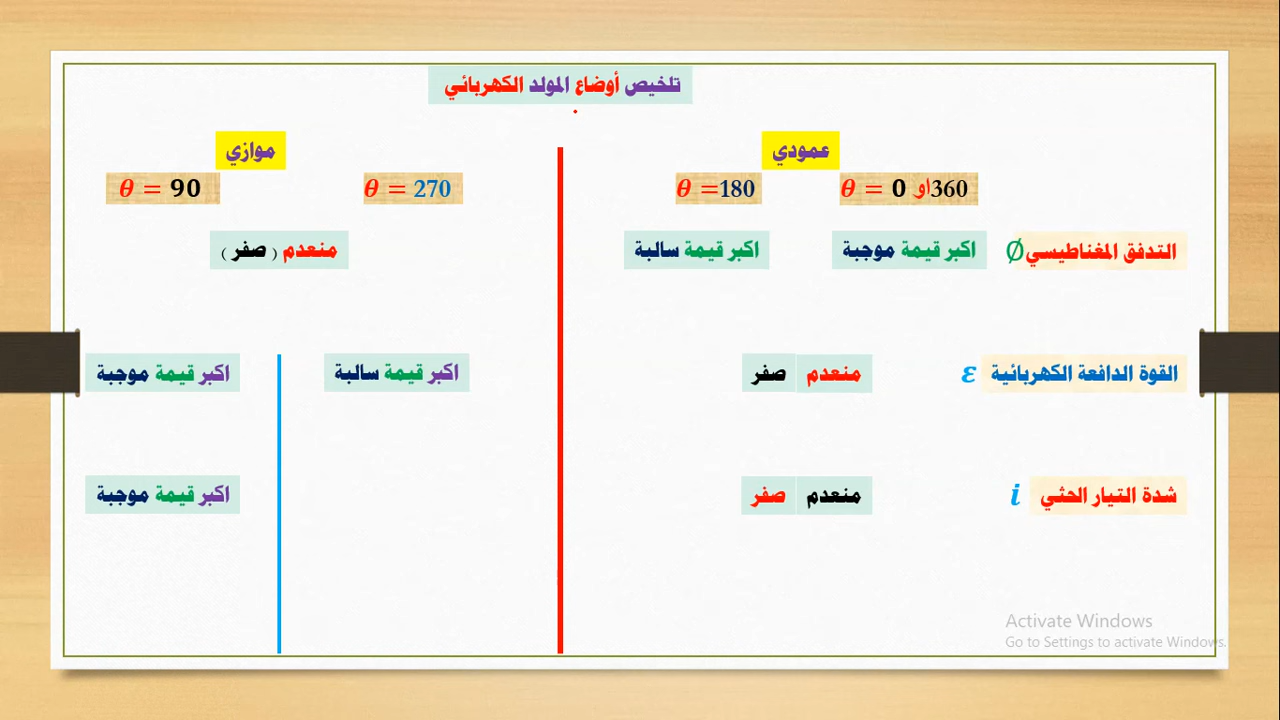 تلخيص أوضاع المولد الكهربائي
عمودي
موازي
θ = 0 او 360
θ =180
θ = 270
θ = 90
التدفق المغناطيسي Ø
اكبر قيمة موجبة
اكبر قيمة سالبة
منعدم ( صفر )
القوة الدافعة الكهربائية ε
منعدم صفر
اكبر قيمة سالبة
اكبر قيمة موجبة
شدة التيار الحثي i
منعدم صفر
اكبر قيمة موجبة
Activate Windows
Go to Settings to activate Windows.